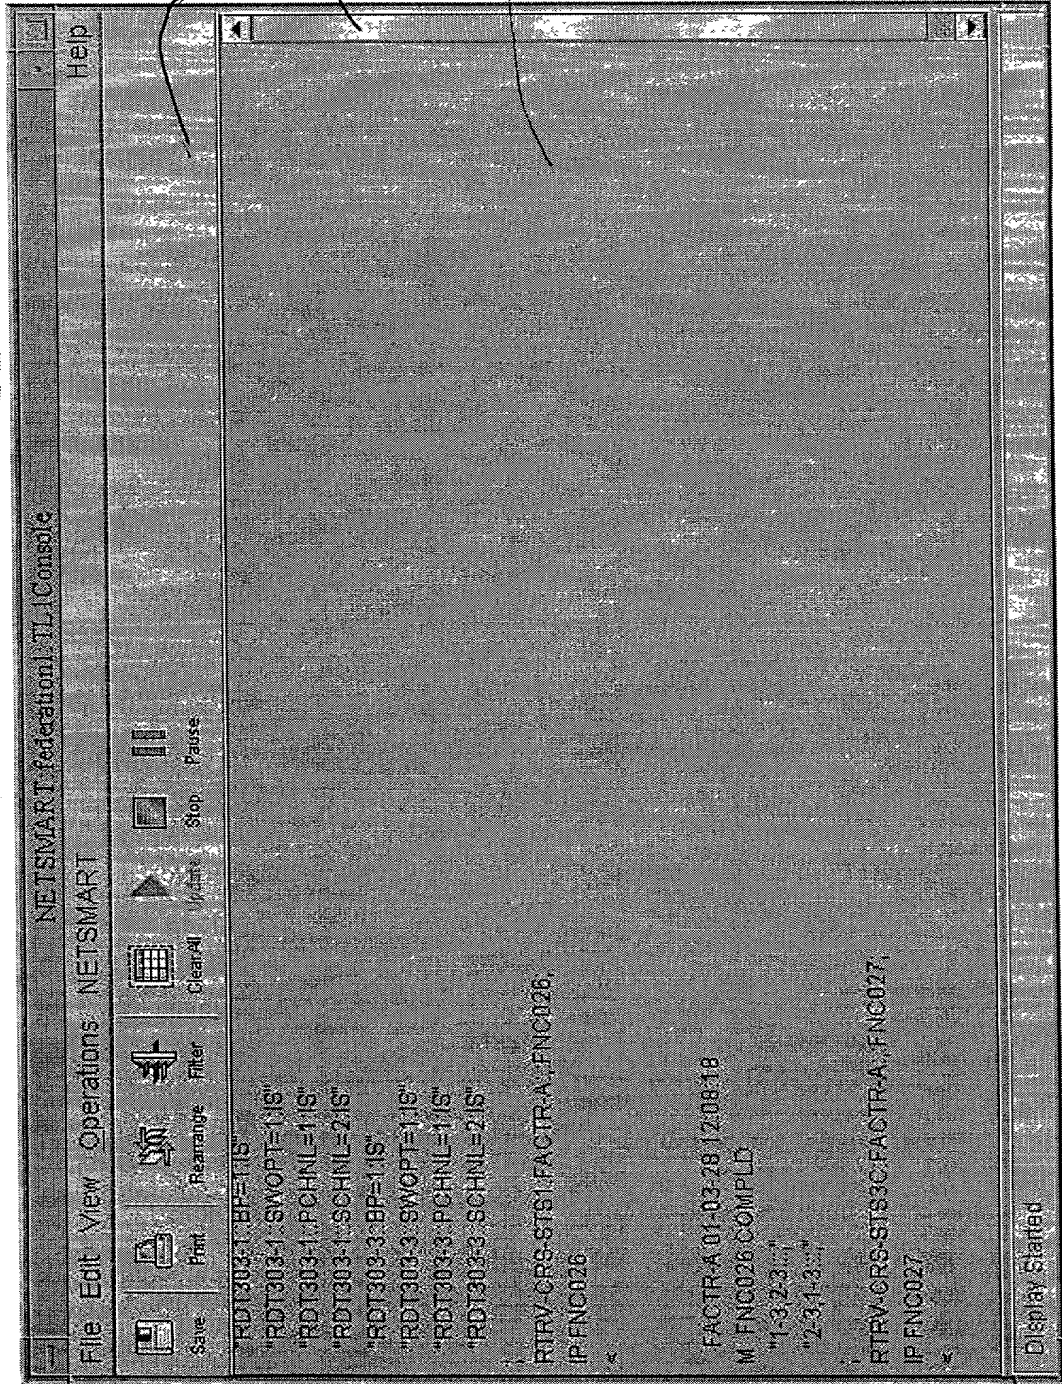 NETSMART:federation1:TL1Console
File Edit View Operations NETSMART Help
Save Print Rearrange Filter Clear All Update Stop Pause
"RDT303-1:BP=1:IS"
"RDT303-1:SWOPT=1:IS"
"RDT303-1:PCHNL=1:IS"
"RDT303-1:SCHNL=2:IS"
"RDT303-3:BP=1:IS"
"RDT303-3:SWOPT=1:IS"
"RDT303-3:PCHNL=1:IS"
"RDT303-3:SCHNL=2:IS"
;
RTRV-CRS-STS1:FACTR-A:;FNC026;
IP FNC026
<
FACTR-A 01-03-28 12:08:18
M FNC026 COMPLD
"1-3,2-3:::;"
"2-3,1-3:::;"
;
RTRV-CRS-STS3C:FACTR-A:;FNC027;
IP FNC027
<
Display Started